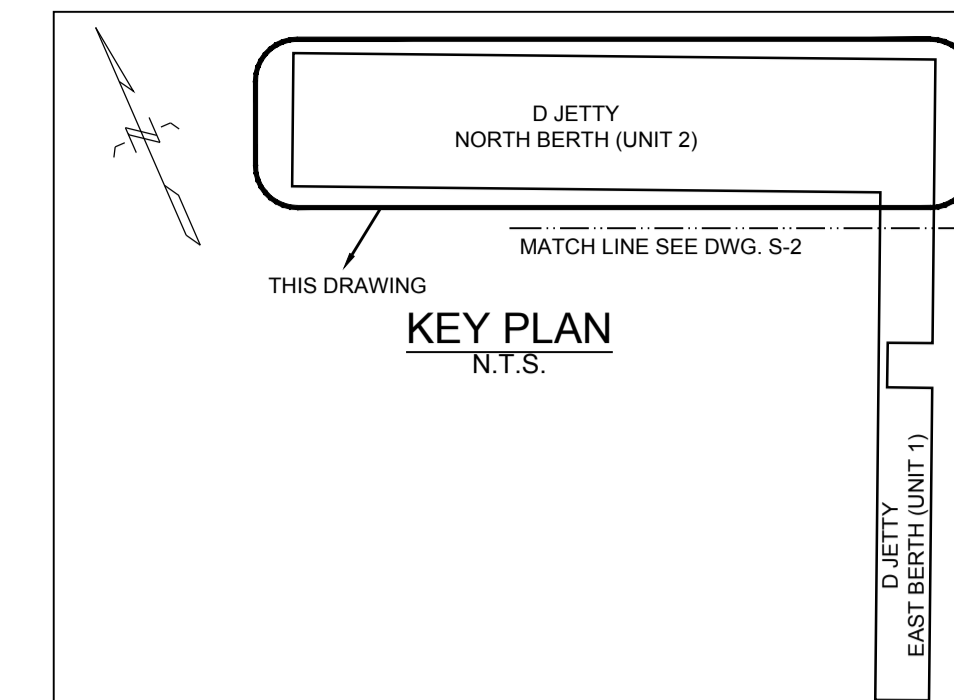 D JETTY
NORTH BERTH (UNIT 2)
MATCH LINE SEE DWG. S-2
THIS DRAWING
KEY PLAN
N.T.S.
D JETTY
EAST BERTH (UNIT 1)
N